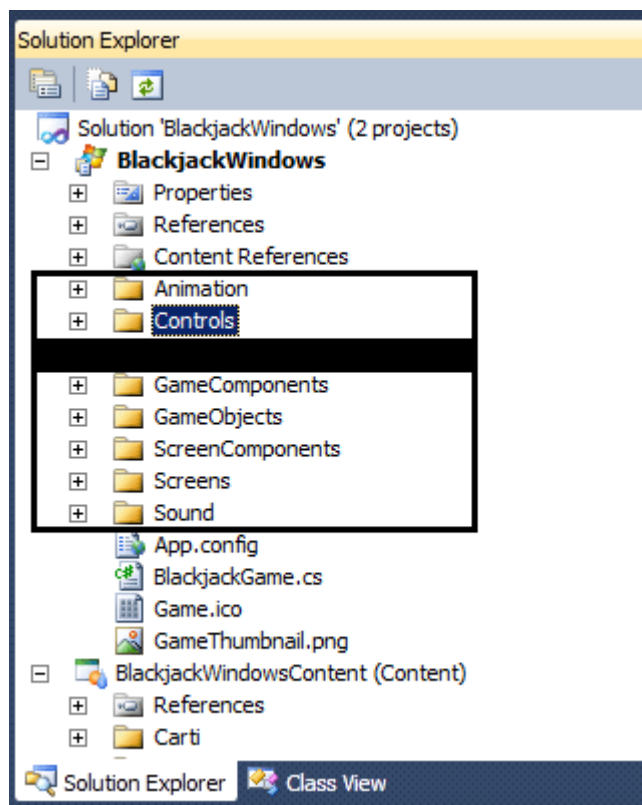 Solution Explorer
Solution 'BlackjackWindows' (2 projects)
BlackjackWindows
Properties
References
Content References
Animation
Controls
GameComponents
GameObjects
ScreenComponents
Screens
Sound
App.config
BlackjackGame.cs
Game.ico
GameThumbnail.png
BlackjackWindowsContent (Content)
References
Carti
Solution Explorer Class View